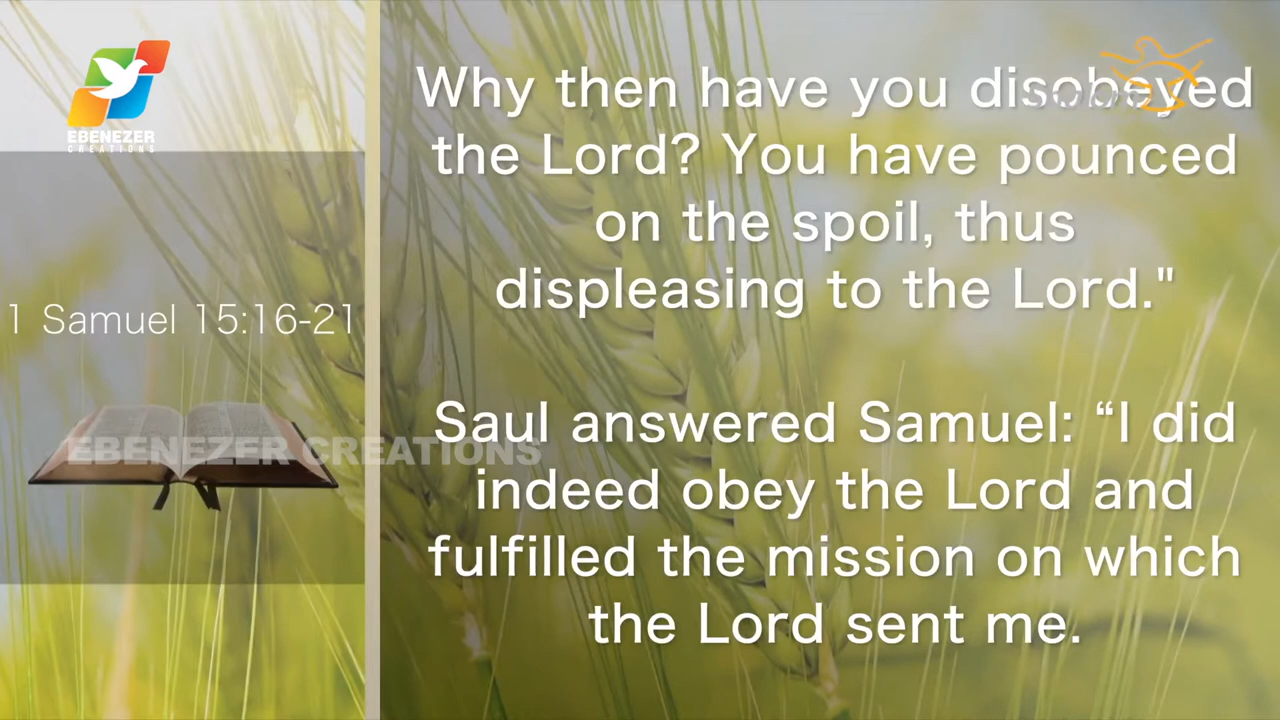 EBENEZER
CREATIONS
1 Samuel 15:16-21
EBENEZER CREATIONS
Why then have you disobeyed
the Lord? You have pounced
on the spoil, thus
displeasing to the Lord."
Saul answered Samuel: “I did
indeed obey the Lord and
fulfilled the mission on which
the Lord sent me.